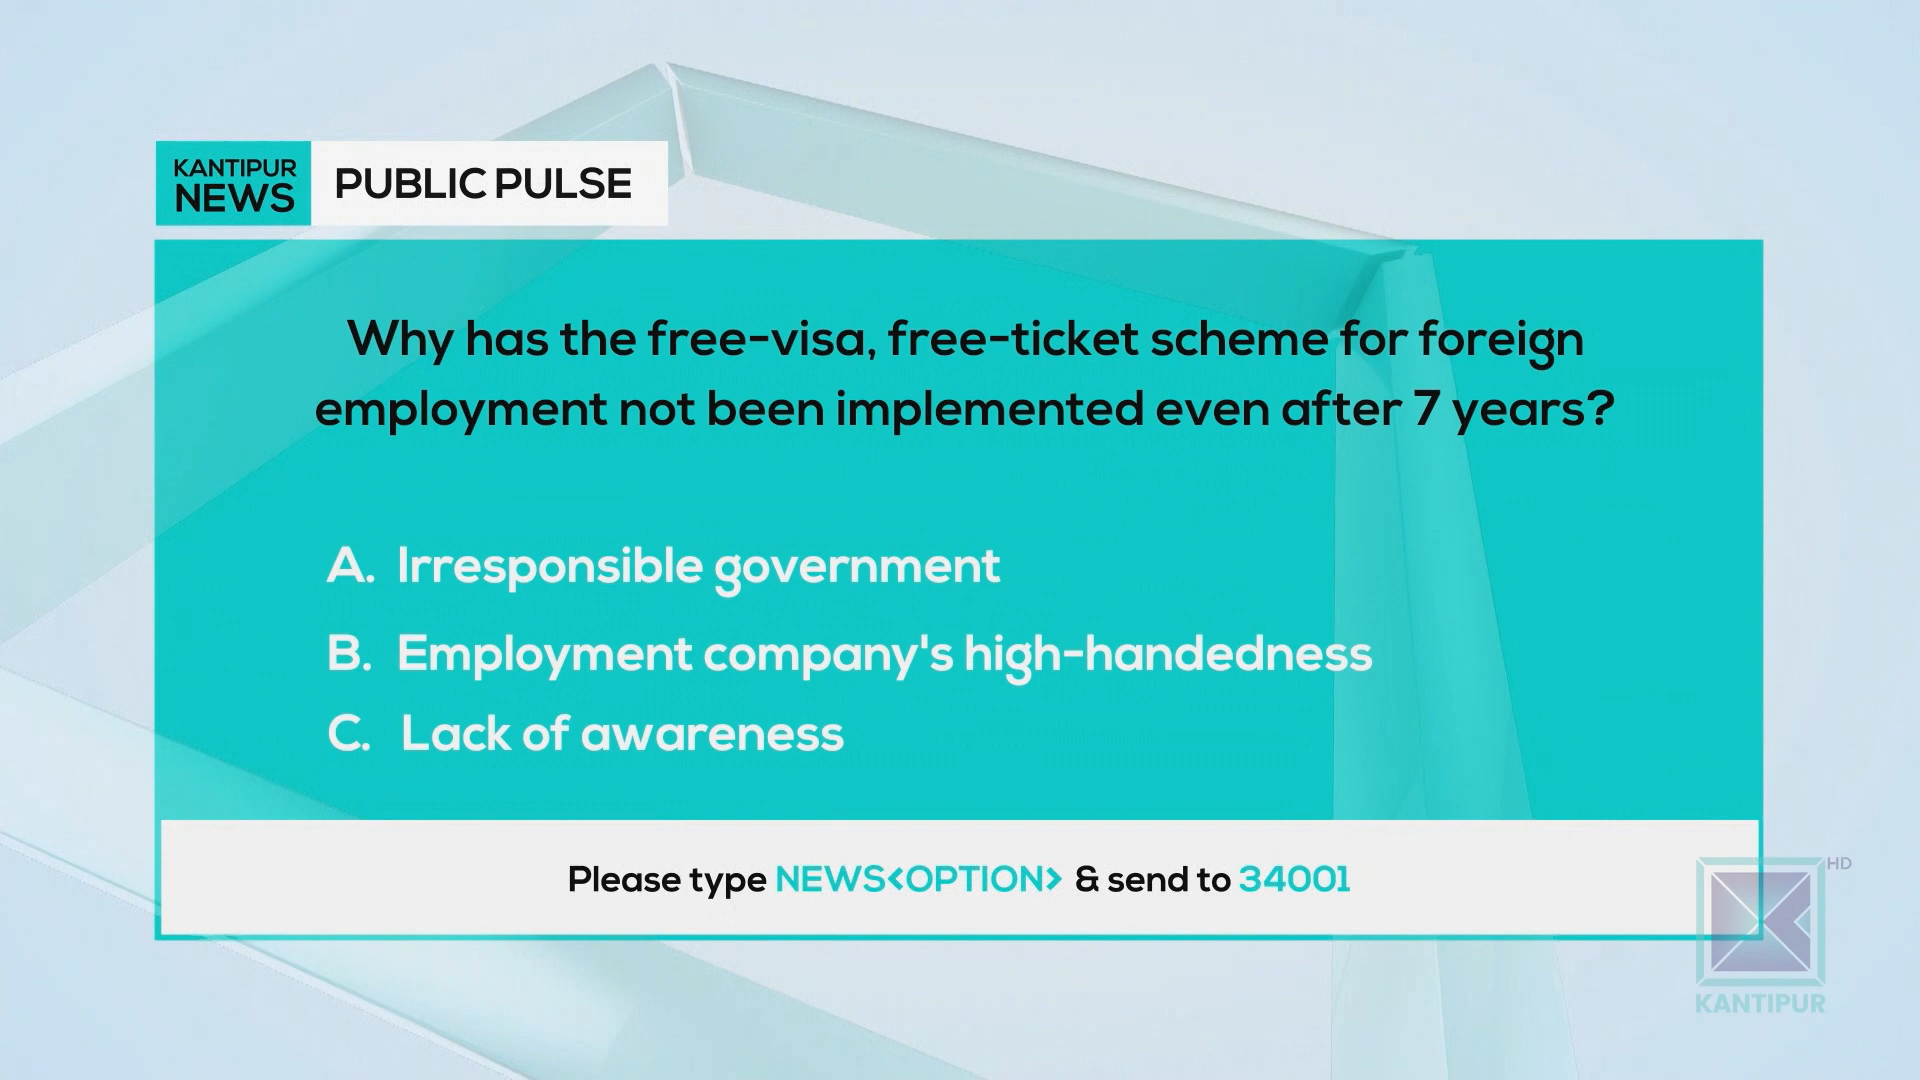 KANTIPUR
NEWS
PUBLIC PULSE
Why has the free-visa, free-ticket scheme for foreign
employment not been implemented even after 7 years?
A. Irresponsible government
B. Employment company's high-handedness
C. Lack of awareness
Please type NEWS<OPTION> & send to 34001
HD
KANTIPUR